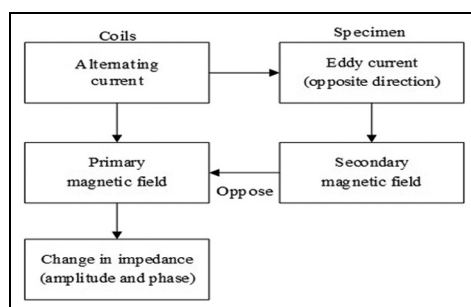 Coils
Specimen
Alternating
current
Eddy current
(opposite direction)
Primary
magnetic field
Oppose
Secondary
magnetic field
Change in impedance
(amplitude and phase)